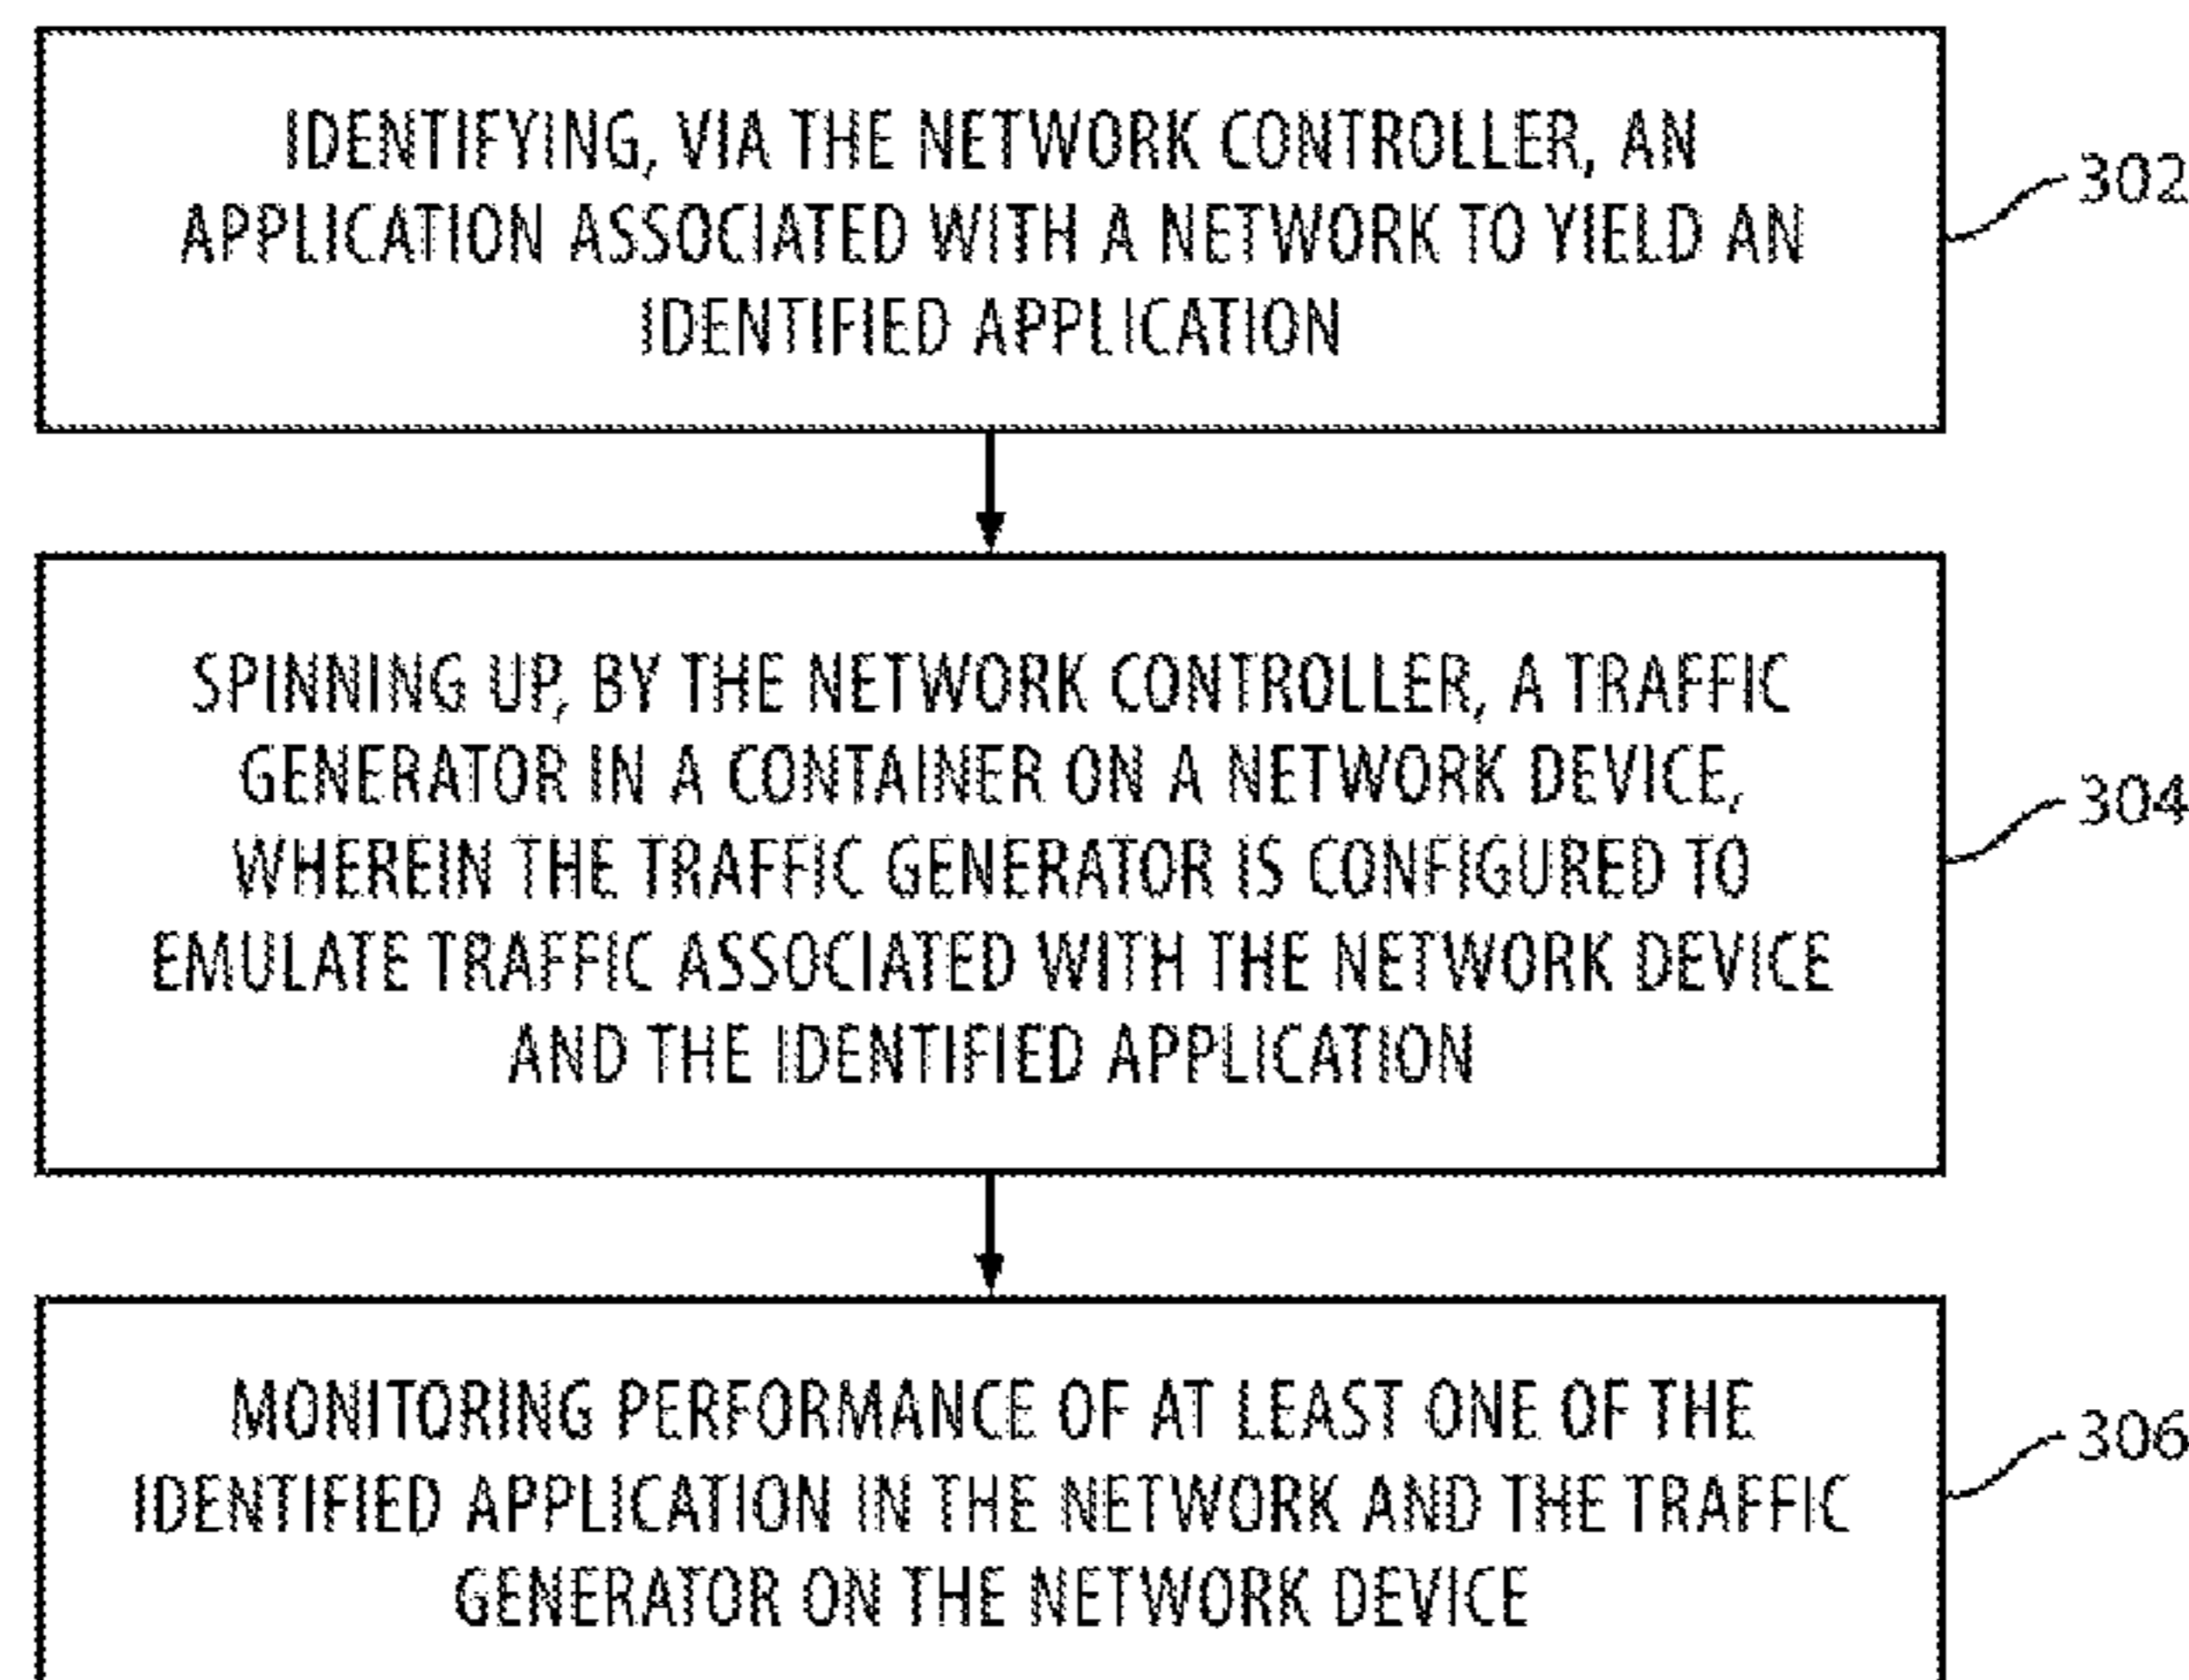 IDENTIFYING, VIA THE NETWORK CONTROLLER, AN
APPLICATION ASSOCIATED WITH A NETWORK TO YIELD AN
IDENTIFIED APPLICATION
302
SPINNING UP, BY THE NETWORK CONTROLLER, A TRAFFIC
GENERATOR IN A CONTAINER ON A NETWORK DEVICE,
WHEREIN THE TRAFFIC GENERATOR IS CONFIGURED TO
EMULATE TRAFFIC ASSOCIATED WITH THE NETWORK DEVICE
AND THE IDENTIFIED APPLICATION
304
MONITORING PERFORMANCE OF AT LEAST ONE OF THE
IDENTIFIED APPLICATION IN THE NETWORK AND THE TRAFFIC
GENERATOR ON THE NETWORK DEVICE
306